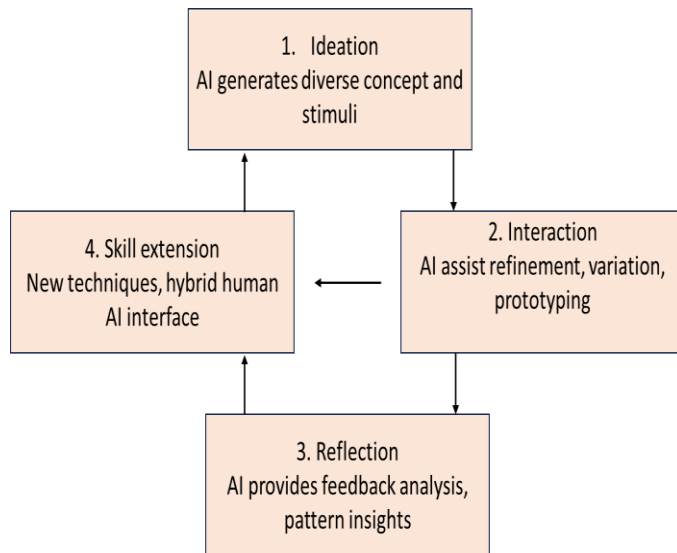 1. Ideation
AI generates diverse concept and
stimuli
2. Interaction
AI assist refinement, variation,
prototyping
4. Skill extension
New techniques, hybrid human
AI interface
3. Reflection
AI provides feedback analysis,
pattern insights